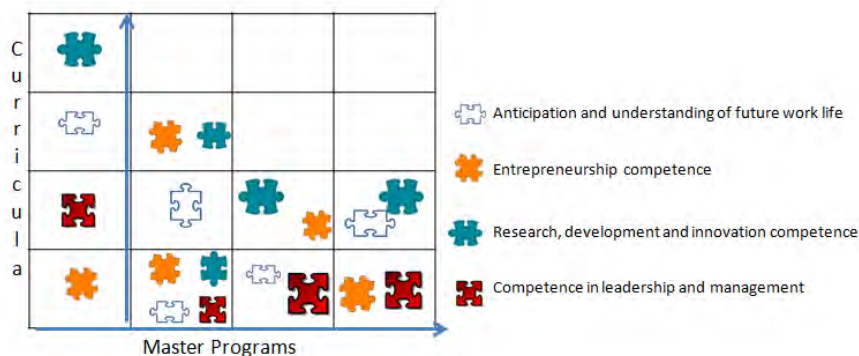 Curricula
Anticipation and understanding of future work life
Entrepreneurship competence
Research, development and innovation competence
Competence in leadership and management
Master Programs